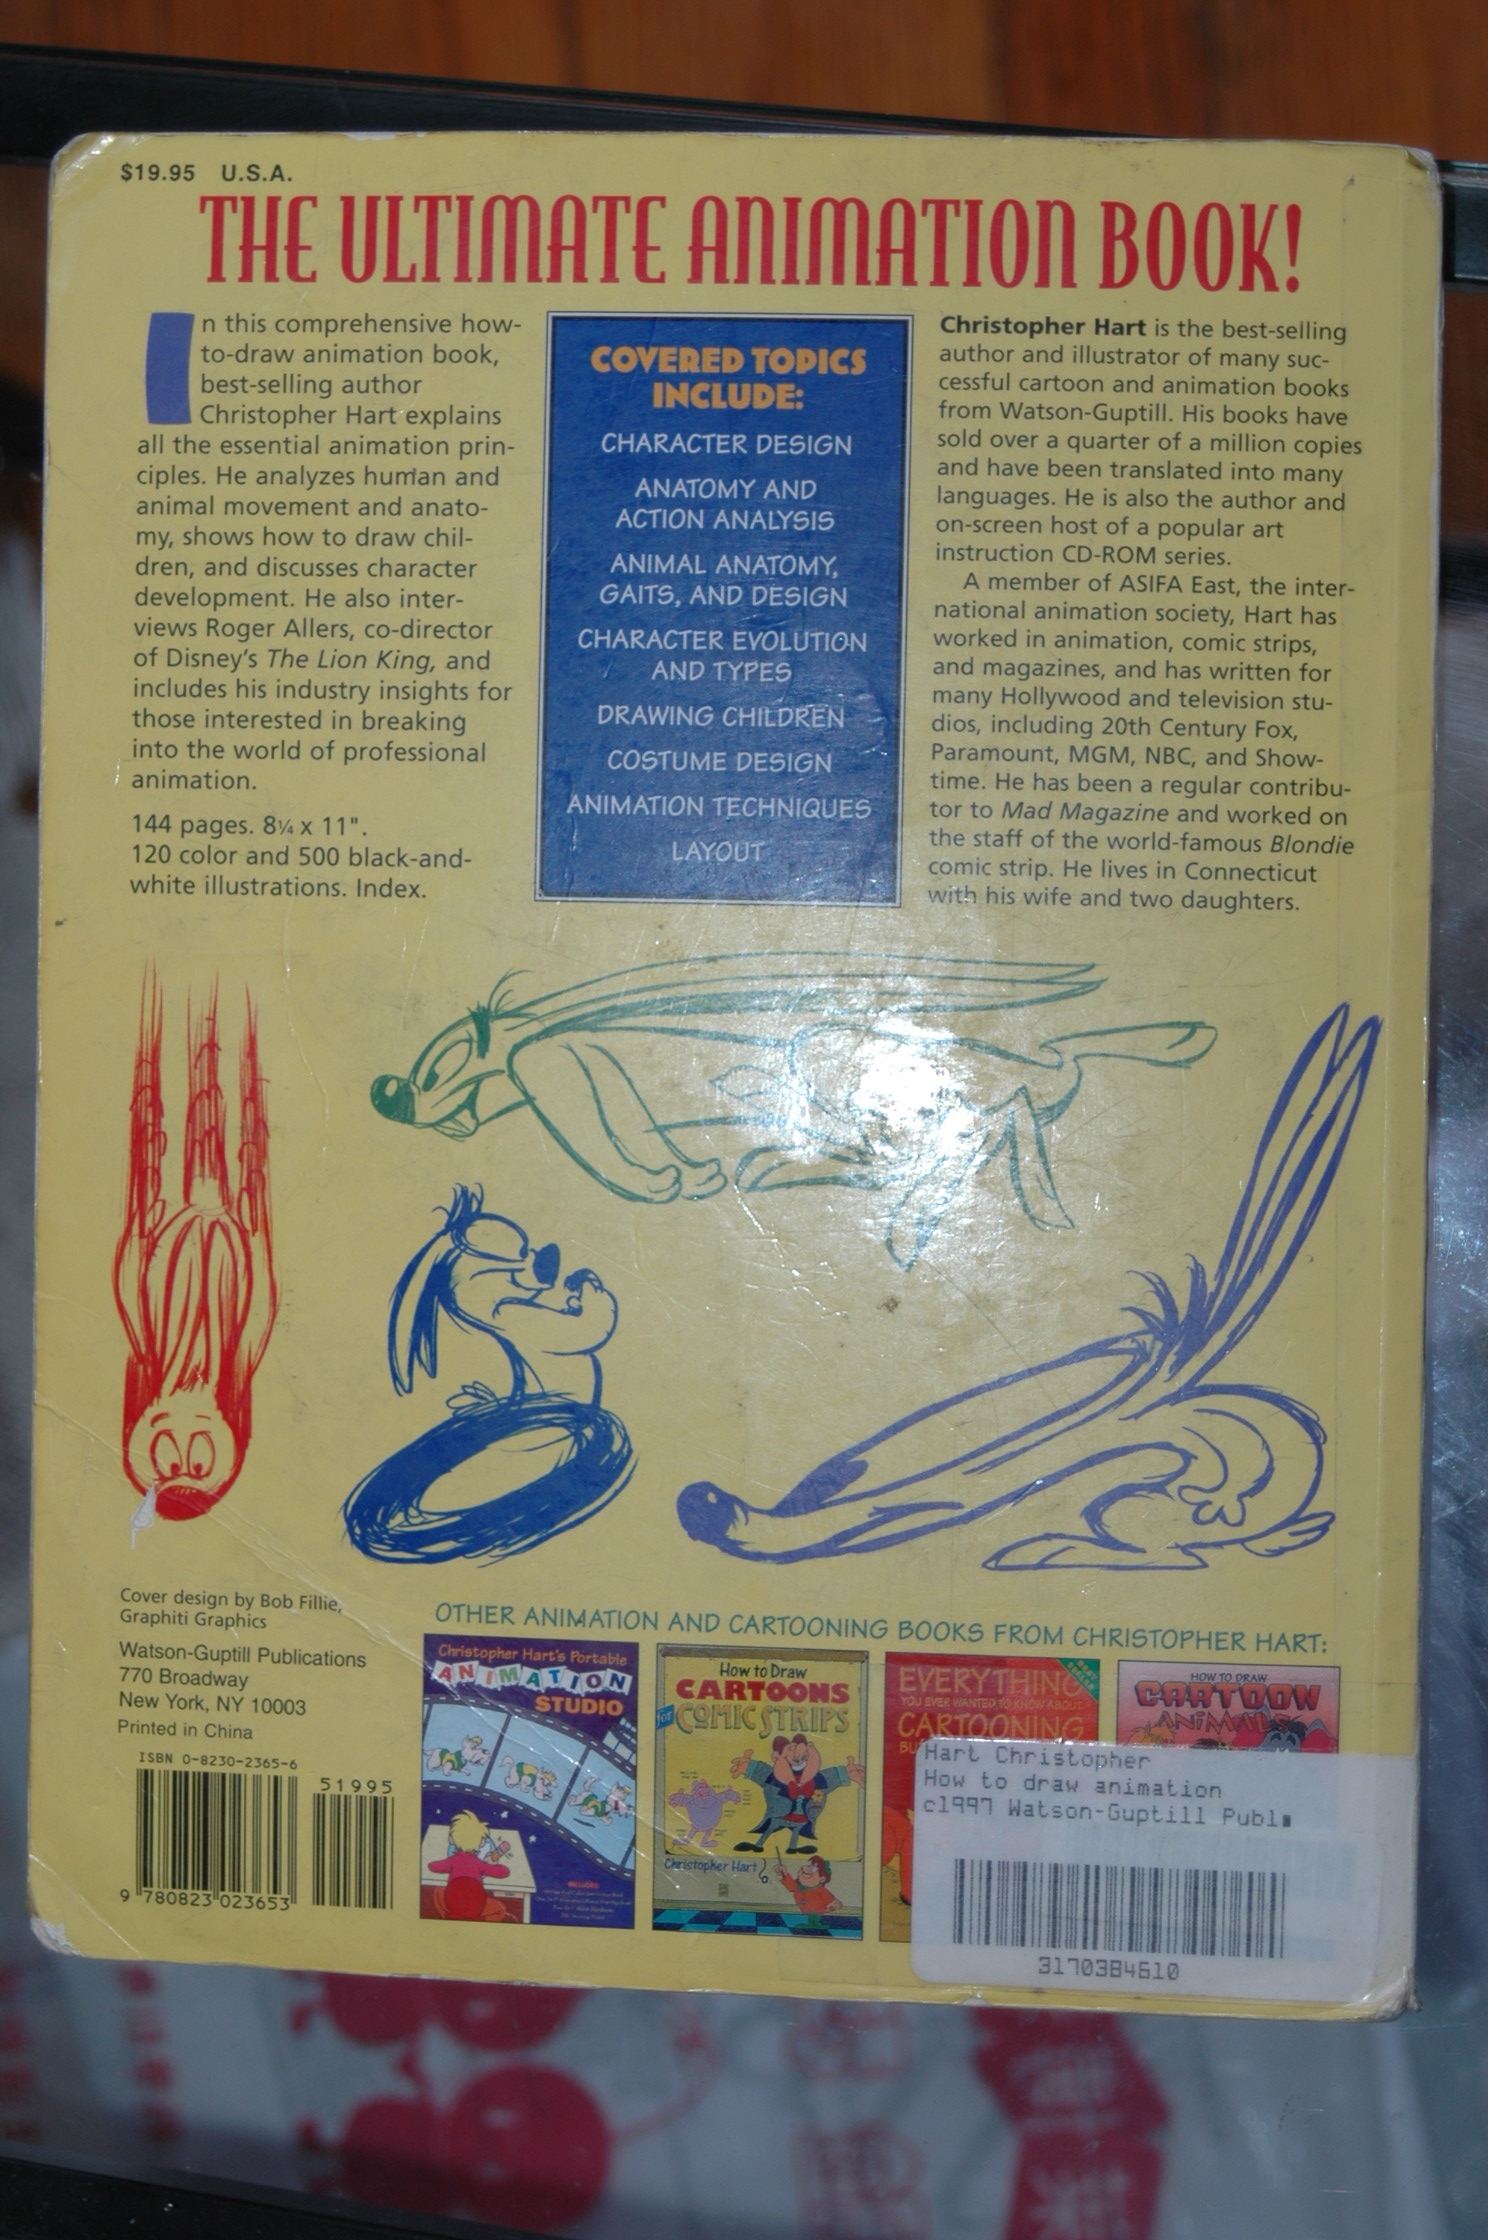 $19.95 U.S.A.
THE ULTIMATE ANIMATION BOOK!
In this comprehensive how-
to-draw animation book,
best-selling author
Christopher Hart explains
all the essential animation prin-
ciples. He analyzes human and
animal movement and anato-
my, shows how to draw chil-
dren, and discusses character
development. He also inter-
views Roger Allers, co-director
of Disney's The Lion King, and
includes his industry insights for
those interested in breaking
into the world of professional
animation.
144 pages. 8¼ x 11".
120 color and 500 black-and-
white illustrations. Index.
COVERED TOPICS
INCLUDE:
CHARACTER DESIGN
ANATOMY AND
ACTION ANALYSIS
ANIMAL ANATOMY,
GAITS, AND DESIGN
CHARACTER EVOLUTION
AND TYPES
DRAWING CHILDREN
COSTUME DESIGN
ANIMATION TECHNIQUES
LAYOUT
Christopher Hart is the best-selling
author and illustrator of many suc-
cessful cartoon and animation books
from Watson-Guptill. His books have
sold over a quarter of a million copies
and have been translated into many
languages. He is also the author and
on-screen host of a popular art
instruction CD-ROM series.
A member of ASIFA East, the inter-
national animation society, Hart has
worked in animation, comic strips,
and magazines, and has written for
many Hollywood and television stu-
dios, including 20th Century Fox,
Paramount, MGM, NBC, and Show-
time. He has been a regular contribu-
tor to Mad Magazine and worked on
the staff of the world-famous Blondie
comic strip. He lives in Connecticut
with his wife and two daughters.
Cover design by Bob Fillie,
Graphiti Graphics
Watson-Guptill Publications
770 Broadway
New York, NY 10003
Printed in China
ISBN 0-8230-2365-6
51995
9 780823 023653
OTHER ANIMATION AND CARTOONING BOOKS FROM CHRISTOPHER HART:
Christopher Hart's Portable
ANIMATION
STUDIO
INCLUDES:
How to Draw
CARTOONS
for COMIC STRIPS
Christopher Hart
EVERYTHING
YOU EVER WANTED TO KNOW ABOUT
CARTOONING
BU
HOW TO DRAW
CARTOON
ANIMALS
Hart Christopher
How to draw animation
c1997 Watson-Guptill Publ
3170384610